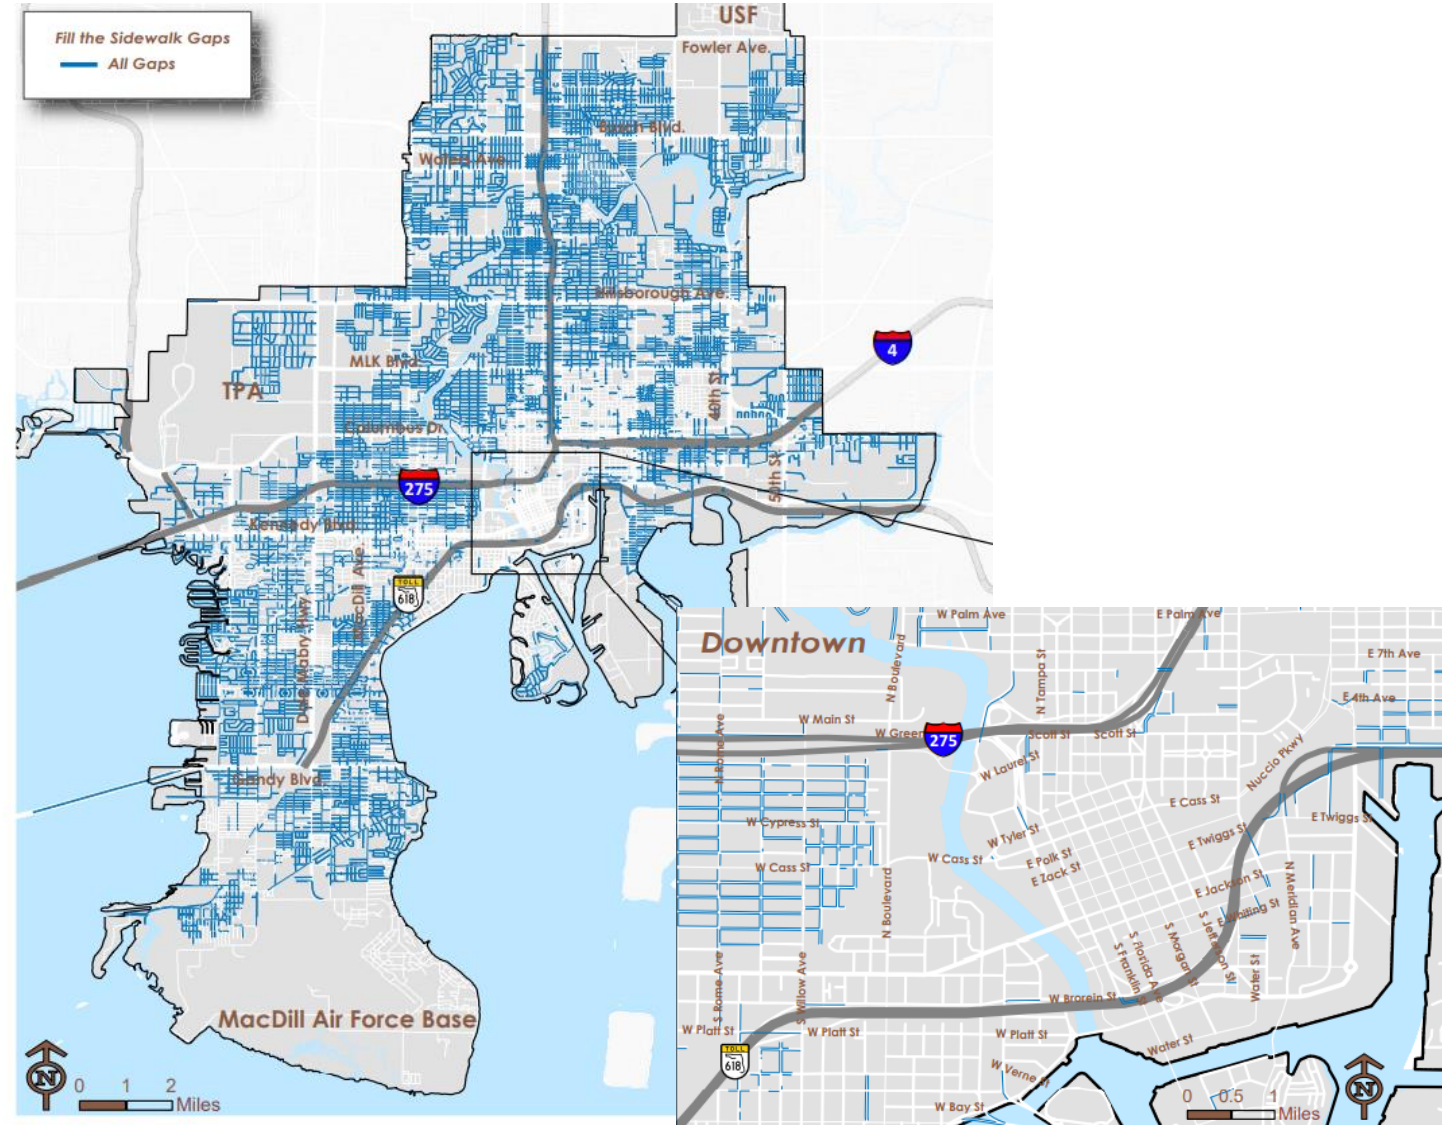 Fill the Sidewalk Gaps
All Gaps
USF
Fowler Ave.
Busch Blvd.
Waters Ave.
Hillsborough Ave.
4
MLK Blvd.
TPA
40th St
Columbus Dr.
50th St
275
Kennedy Blvd.
MacDill Ave.
TOLL
618
Dale Mabry Hwy.
Gandy Blvd.
MacDill Air Force Base
N
0 1 2
Miles
Downtown
W Palm Ave
E Palm Ave
N Boulevard
N Tampa St
E 7th Ave
E 4th Ave
W Main St
W Green
275
Scott St
Scott St
N Rome Ave
W Laurel St
Nuccio Pkwy
E Cass St
W Cypress St
W Tyler St
E Twiggs St
E Twiggs St
W Cass St
W Cass St
E Polk St
E Zack St
E Jackson St
N Meridian Ave
N Boulevard
E Whiting St
S Jefferson St
S Morgan St
S Florida Ave
S Franklin
S Rome Ave
S Willow Ave
Water St
W Brorein St
W Platt St
W Platt St
W Platt St
Water St
TOLL
618
W Verne St
W Bay St
0 0.5 1
Miles
N